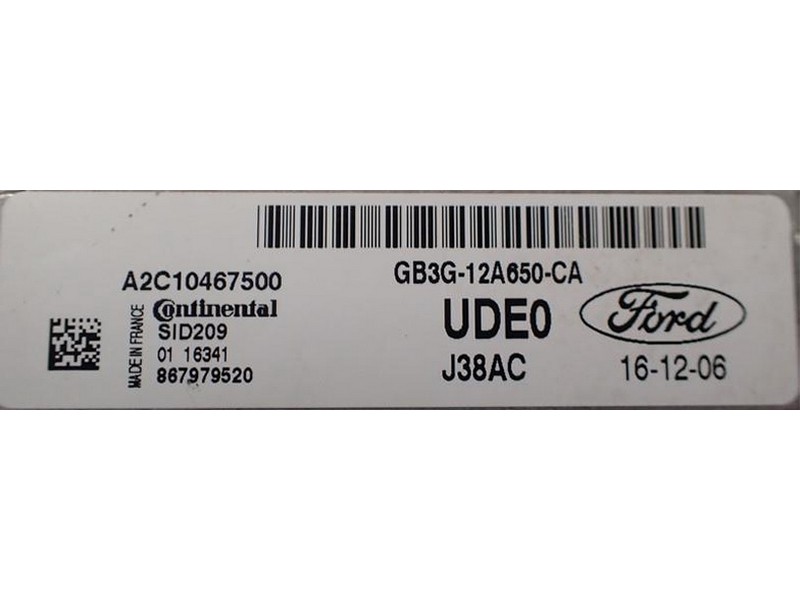 A2C10467500
Continental
SID209
01 16341
867979520
MADE IN FRANCE
GB3G-12A650-CA
UDE0
J38AC
Ford
16-12-06